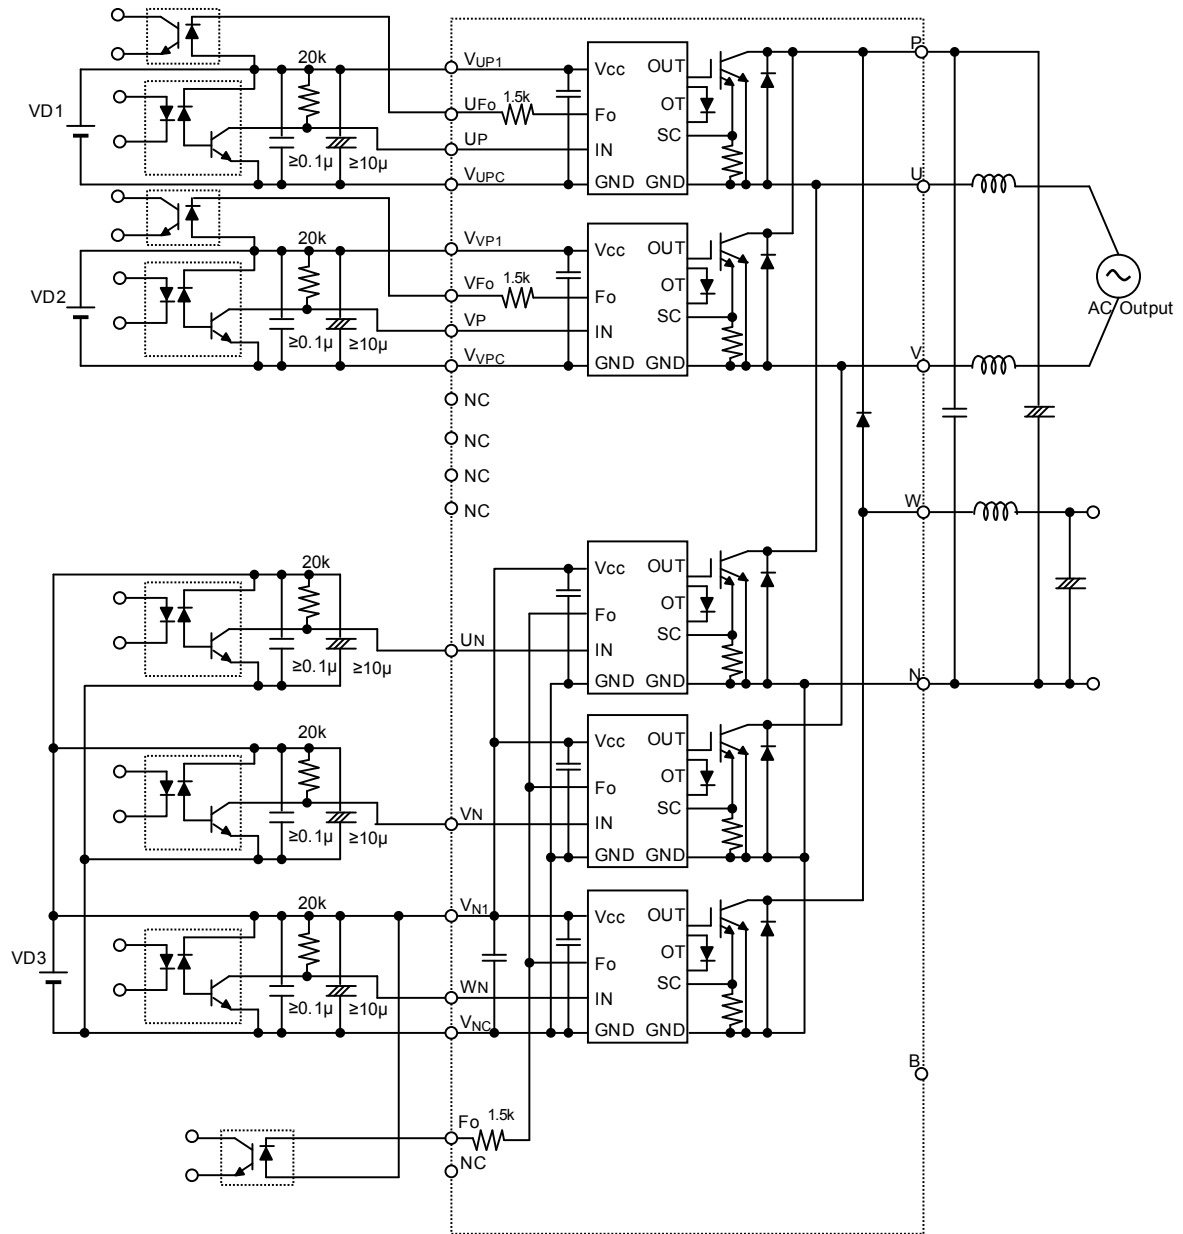 20k
VD1
≥0.1µ
≥10µ
VUP1
UFo
1.5k
UP
VUPC
Vcc
OUT
Fo
OT
SC
IN
GND
GND
P
U
20k
VD2
≥0.1µ
≥10µ
VVP1
VFo
1.5k
VP
VVPC
Vcc
OUT
Fo
OT
SC
IN
GND
GND
V
AC Output
NC
NC
NC
NC
W
20k
≥0.1µ
≥10µ
UN
Vcc
OUT
Fo
OT
SC
IN
GND
GND
N
20k
≥0.1µ
≥10µ
VN
Vcc
OUT
Fo
OT
SC
IN
GND
GND
20k
VD3
≥0.1µ
≥10µ
VN1
WN
VNC
Vcc
OUT
Fo
OT
SC
IN
GND
GND
B
Fo
1.5k
NC